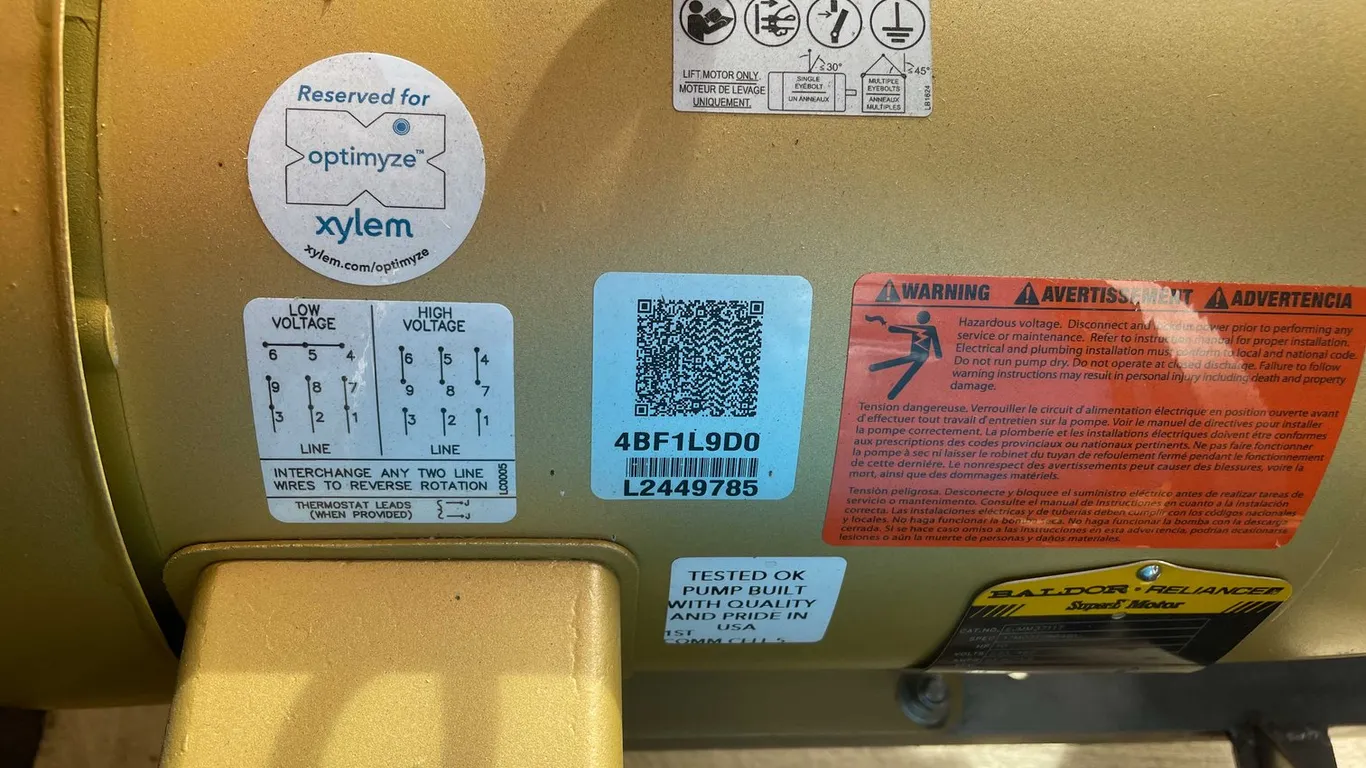 LIFT MOTOR ONLY.
MOTEUR DE LEVAGE
UNIQUEMENT.
≤30°
SINGLE
EYEBOLT
UN ANNEAUX
≤45°
MULTIPLE
EYEBOLTS
ANNEAUX
MULTIPLES
LB1624
Reserved for
optimyze™
xylem
xylem.com/optimyze
LOW
VOLTAGE
6 5 4
9 8 7
3 2 1
LINE
HIGH
VOLTAGE
6 5 4
9 8 7
3 2 1
LINE
INTERCHANGE ANY TWO LINE
WIRES TO REVERSE ROTATION
THERMOSTAT LEADS
(WHEN PROVIDED)
J
J
LC0005
4BF1L9D0
L2449785
WARNING AVERTISSEMENT ADVERTENCIA
Hazardous voltage. Disconnect and power prior to performing any
service or maintenance. Refer to instruction manual for proper installation.
Electrical and plumbing installation must conform to local and national code.
Do not run pump dry. Do not operate at closed discharge. Failure to follow
warning instructions may result in personal injury including death and property
damage.
Tension dangereuse. Verrouiller le circuit d'alimentation électrique en position ouverte avant
d'effectuer tout travail d'entretien sur la pompe. Voir le manuel de directives pour installer
la pompe correctement. La plomberie et les installations électriques doivent être conformes
aux prescriptions des codes provinciaux ou nationals pertinents. Ne pas faire fonctionner
la pompe à sec ni laisser le robinet du tuyan de refoulement fermé pendant le fonctionnement
de cette dernière. Le nonrespect des avertissements peut causer des blessures, voire la
mort, ainsi que des dommages matériels.
Tensión peligrosa. Desconecte y bloquee el suministro eléctrico antes de realizar tareas de
servicio o mantenimiento. Consulte el manual de instrucciones en cuanto a la instalación
correcta. Las instalaciones eléctricas y de tuberías deben cumplir con los códigos nacionales
y locales. No haga funcionar la bomba seca. No haga funcionar la bomba con la descarga
cerrada. Si se hace caso omiso a las instrucciones en esta advertencia, podrían ocasionarse
lesiones o aún la muerte de personas y daños materiales.
TESTED OK
PUMP BUILT
WITH QUALITY
AND PRIDE IN
USA
1ST
COMM CELL 5
BALDOR • RELIANCE
Super-E Motor
CAT.NO.
SPEC.
HP
VOLTS